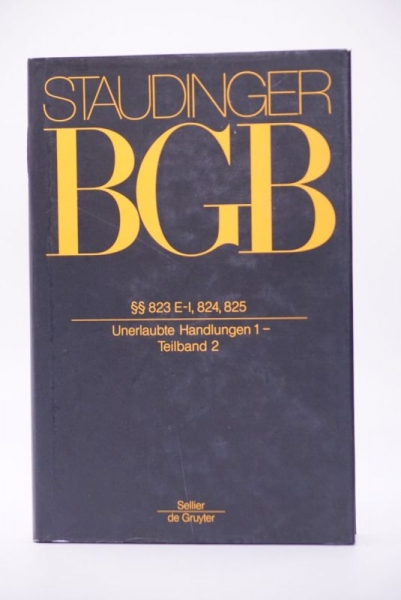 STAUDINGER
BGB
§§ 823 E-I, 824, 825
Unerlaubte Handlungen 1 –
Teilband 2
Sellier
de Gruyter